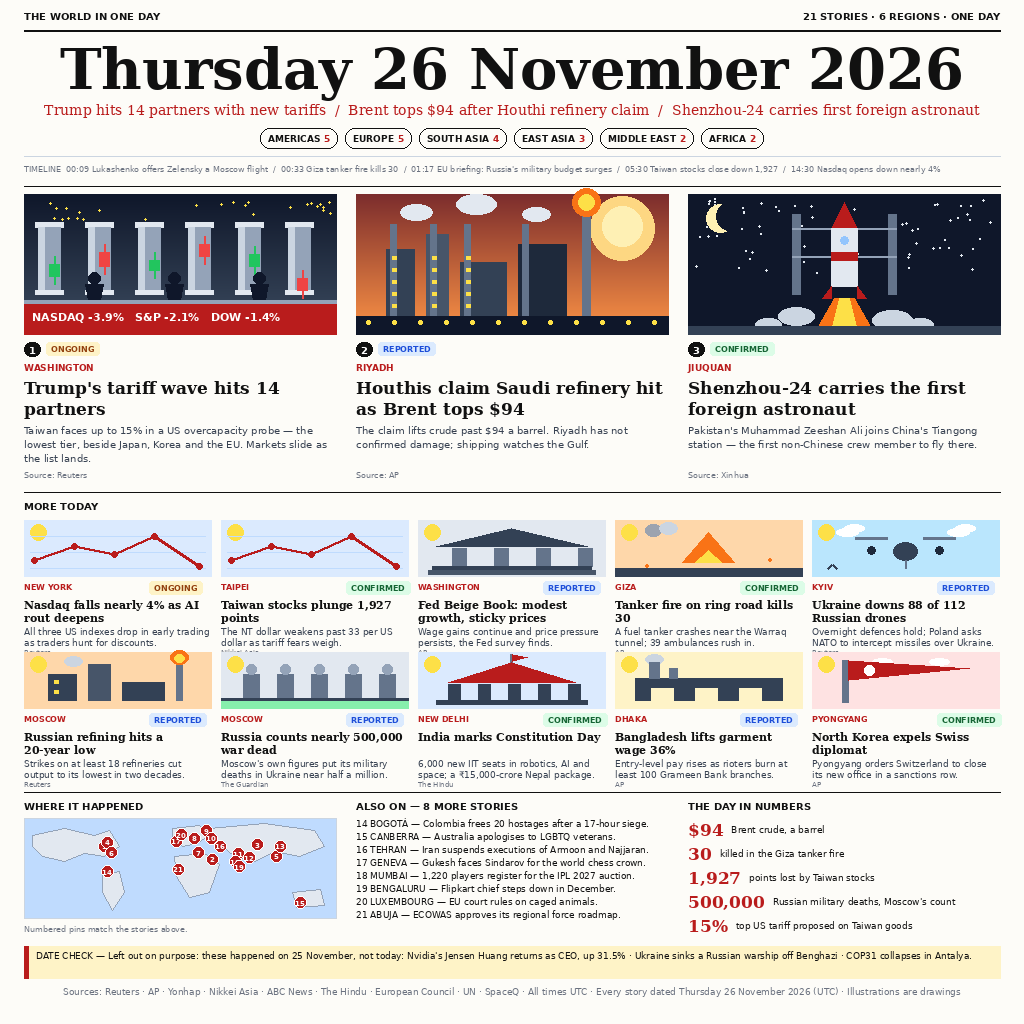 THE WORLD IN ONE DAY
21 STORIES · 6 REGIONS · ONE DAY
Thursday 26 November 2026
Trump hits 14 partners with new tariffs / Brent tops $94 after Houthi refinery claim / Shenzhou-24 carries first foreign astronaut
AMERICAS 5
EUROPE 5
SOUTH ASIA 4
EAST ASIA 3
MIDDLE EAST 2
AFRICA 2
TIMELINE 00:09 Lukashenko offers Zelensky a Moscow flight / 00:33 Giza tanker fire kills 30 / 01:17 EU briefing: Russia's military budget surges / 05:30 Taiwan stocks close down 1,927 / 14:30 Nasdaq opens down nearly 4%
NASDAQ -3.9% S&P -2.1% DOW -1.4%
1 ONGOING
WASHINGTON
Trump's tariff wave hits 14
partners
Taiwan faces up to 15% in a US overcapacity probe — the
lowest tier, beside Japan, Korea and the EU. Markets slide as
the list lands.
Source: Reuters
2 REPORTED
RIYADH
Houthis claim Saudi refinery hit
as Brent tops $94
The claim lifts crude past $94 a barrel. Riyadh has not
confirmed damage; shipping watches the Gulf.
Source: AP
3 CONFIRMED
JIUQUAN
Shenzhou-24 carries the first
foreign astronaut
Pakistan's Muhammad Zeeshan Ali joins China's Tiangong
station — the first non-Chinese crew member to fly there.
Source: Xinhua
MORE TODAY
NEW YORK ONGOING
Nasdaq falls nearly 4% as AI
rout deepens
All three US indexes drop in early trading
as traders hunt for discounts.
TAIPEI CONFIRMED
Taiwan stocks plunge 1,927
points
The NT dollar weakens past 33 per US
dollar as tariff fears weigh.
WASHINGTON REPORTED
Fed Beige Book: modest
growth, sticky prices
Wage gains continue and price pressure
persists, the Fed survey finds.
GIZA CONFIRMED
Tanker fire on ring road kills
30
A fuel tanker crashes near the Warraq
tunnel; 39 ambulances rush in.
KYIV REPORTED
Ukraine downs 88 of 112
Russian drones
Overnight defences hold; Poland asks
NATO to intercept missiles over Ukraine.
MOSCOW REPORTED
Russian refining hits a
20-year low
Strikes on at least 18 refineries cut
output to its lowest in two decades.
Reuters
MOSCOW REPORTED
Russia counts nearly 500,000
war dead
Moscow's own figures put its military
deaths in Ukraine near half a million.
The Guardian
NEW DELHI CONFIRMED
India marks Constitution Day
6,000 new IIT seats in robotics, AI and
space; a ₹15,000-crore Nepal package.
The Hindu
DHAKA REPORTED
Bangladesh lifts garment
wage 36%
Entry-level pay rises as rioters burn at
least 100 Grameen Bank branches.
AP
PYONGYANG CONFIRMED
North Korea expels Swiss
diplomat
Pyongyang orders Switzerland to close
its new office in a sanctions row.
AP
WHERE IT HAPPENED
Numbered pins match the stories above.
ALSO ON — 8 MORE STORIES
14 BOGOTÁ — Colombia frees 20 hostages after a 17-hour siege.
15 CANBERRA — Australia apologises to LGBTQ veterans.
16 TEHRAN — Iran suspends executions of Armoon and Najjaran.
17 GENEVA — Gukesh faces Sindarov for the world chess crown.
18 MUMBAI — 1,220 players register for the IPL 2027 auction.
19 BENGALURU — Flipkart chief steps down in December.
20 LUXEMBOURG — EU court rules on caged animals.
21 ABUJA — ECOWAS approves its regional force roadmap.
THE DAY IN NUMBERS
$94 Brent crude, a barrel
30 killed in the Giza tanker fire
1,927 points lost by Taiwan stocks
500,000 Russian military deaths, Moscow's count
15% top US tariff proposed on Taiwan goods
DATE CHECK — Left out on purpose: these happened on 25 November, not today: Nvidia's Jensen Huang returns as CEO, up 31.5% · Ukraine sinks a Russian warship off Benghazi · COP31 collapses in Antalya.
Sources: Reuters · AP · Yonhap · Nikkei Asia · ABC News · The Hindu · European Council · UN · SpaceQ · All times UTC · Every story dated Thursday 26 November 2026 (UTC) · Illustrations are drawings